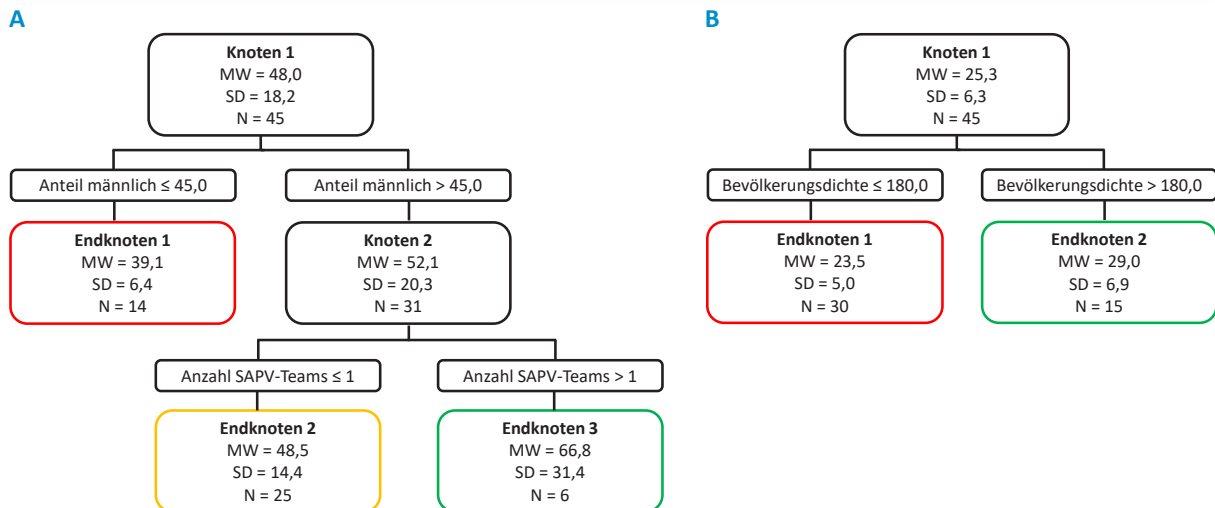 A
Knoten 1
MW = 48,0
SD = 18,2
N = 45
Anteil männlich ≤ 45,0
Anteil männlich > 45,0
Endknoten 1
MW = 39,1
SD = 6,4
N = 14
Knoten 2
MW = 52,1
SD = 20,3
N = 31
Anzahl SAPV-Teams ≤ 1
Anzahl SAPV-Teams > 1
Endknoten 2
MW = 48,5
SD = 14,4
N = 25
Endknoten 3
MW = 66,8
SD = 31,4
N = 6
B
Knoten 1
MW = 25,3
SD = 6,3
N = 45
Bevölkerungsdichte ≤ 180,0
Bevölkerungsdichte > 180,0
Endknoten 1
MW = 23,5
SD = 5,0
N = 30
Endknoten 2
MW = 29,0
SD = 6,9
N = 15